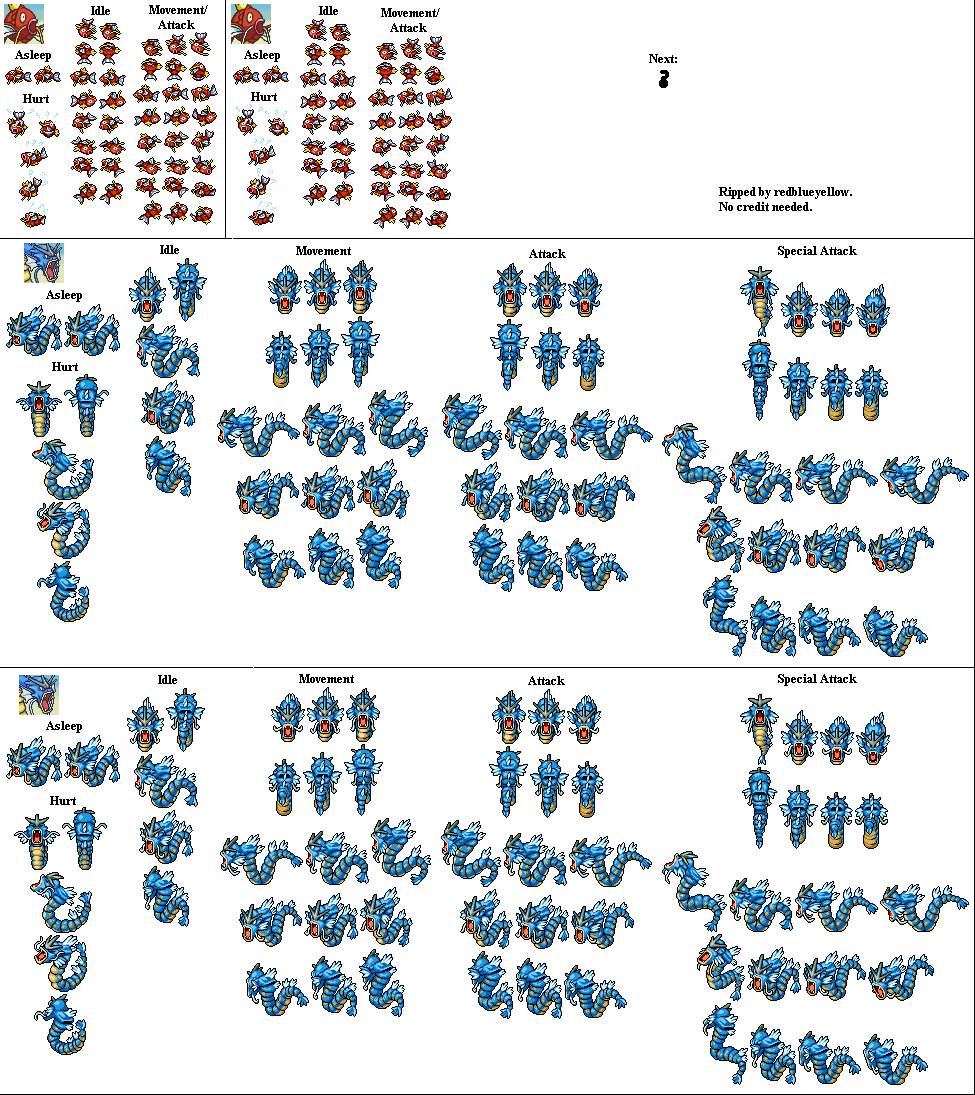 Idle
Movement/
Attack
Asleep
Hurt
Idle
Movement/
Attack
Asleep
Hurt
Next:
Ripped by redblueyellow.
No credit needed.
Idle
Movement
Attack
Special Attack
Asleep
Hurt
Idle
Movement
Attack
Special Attack
Asleep
Hurt